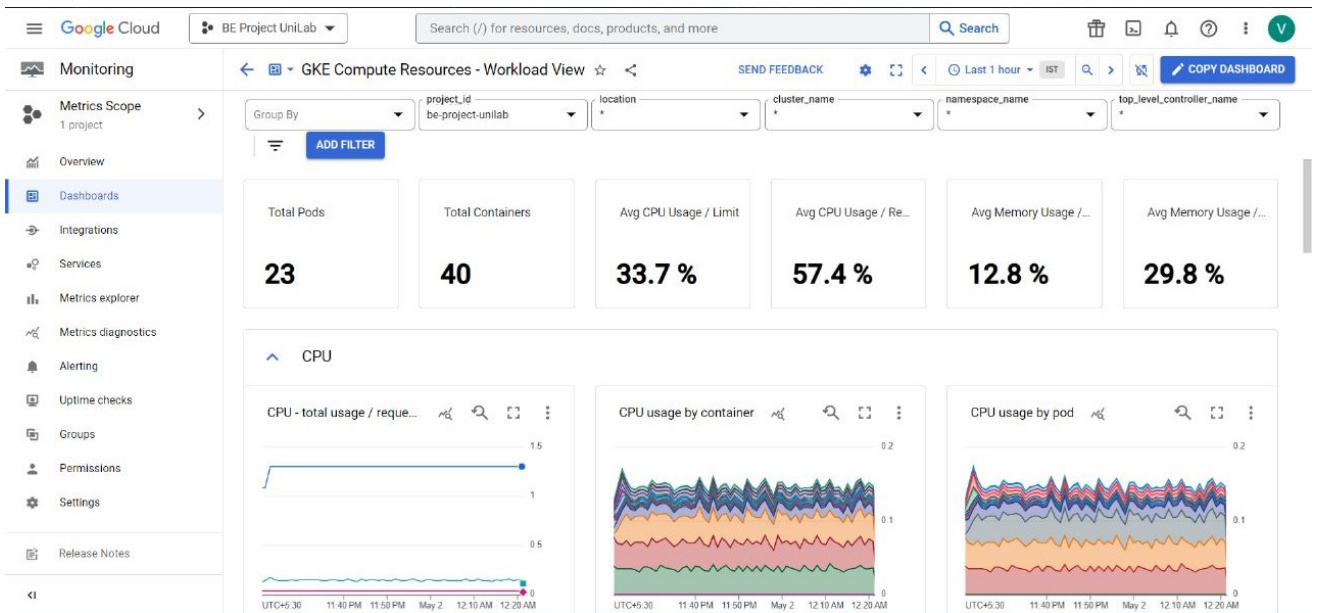 Google Cloud
BE Project UniLab
Search (/) for resources, docs, products, and more
Search
V
Monitoring
GKE Compute Resources - Workload View
SEND FEEDBACK
Last 1 hour
IST
COPY DASHBOARD
Metrics Scope
1 project
Group By
project_id
be-project-unilab
location
*
cluster_name
*
namespace_name
*
top_level_controller_name
*
ADD FILTER
Overview
Dashboards
Integrations
Services
Metrics explorer
Metrics diagnostics
Alerting
Uptime checks
Groups
Permissions
Settings
Release Notes
Total Pods
23
Total Containers
40
Avg CPU Usage / Limit
33.7 %
Avg CPU Usage / Re...
57.4 %
Avg Memory Usage /...
12.8 %
Avg Memory Usage /...
29.8 %
CPU
CPU - total usage / reque...
1.5
1
0.5
0
UTC+5:30 11:40 PM 11:50 PM May 2 12:10 AM 12:20 AM
CPU usage by container
0.2
0.1
0
UTC+5:30 11:40 PM 11:50 PM May 2 12:10 AM 12:20 AM
CPU usage by pod
0.2
0.1
0
UTC+5:30 11:40 PM 11:50 PM May 2 12:10 AM 12:20 AM